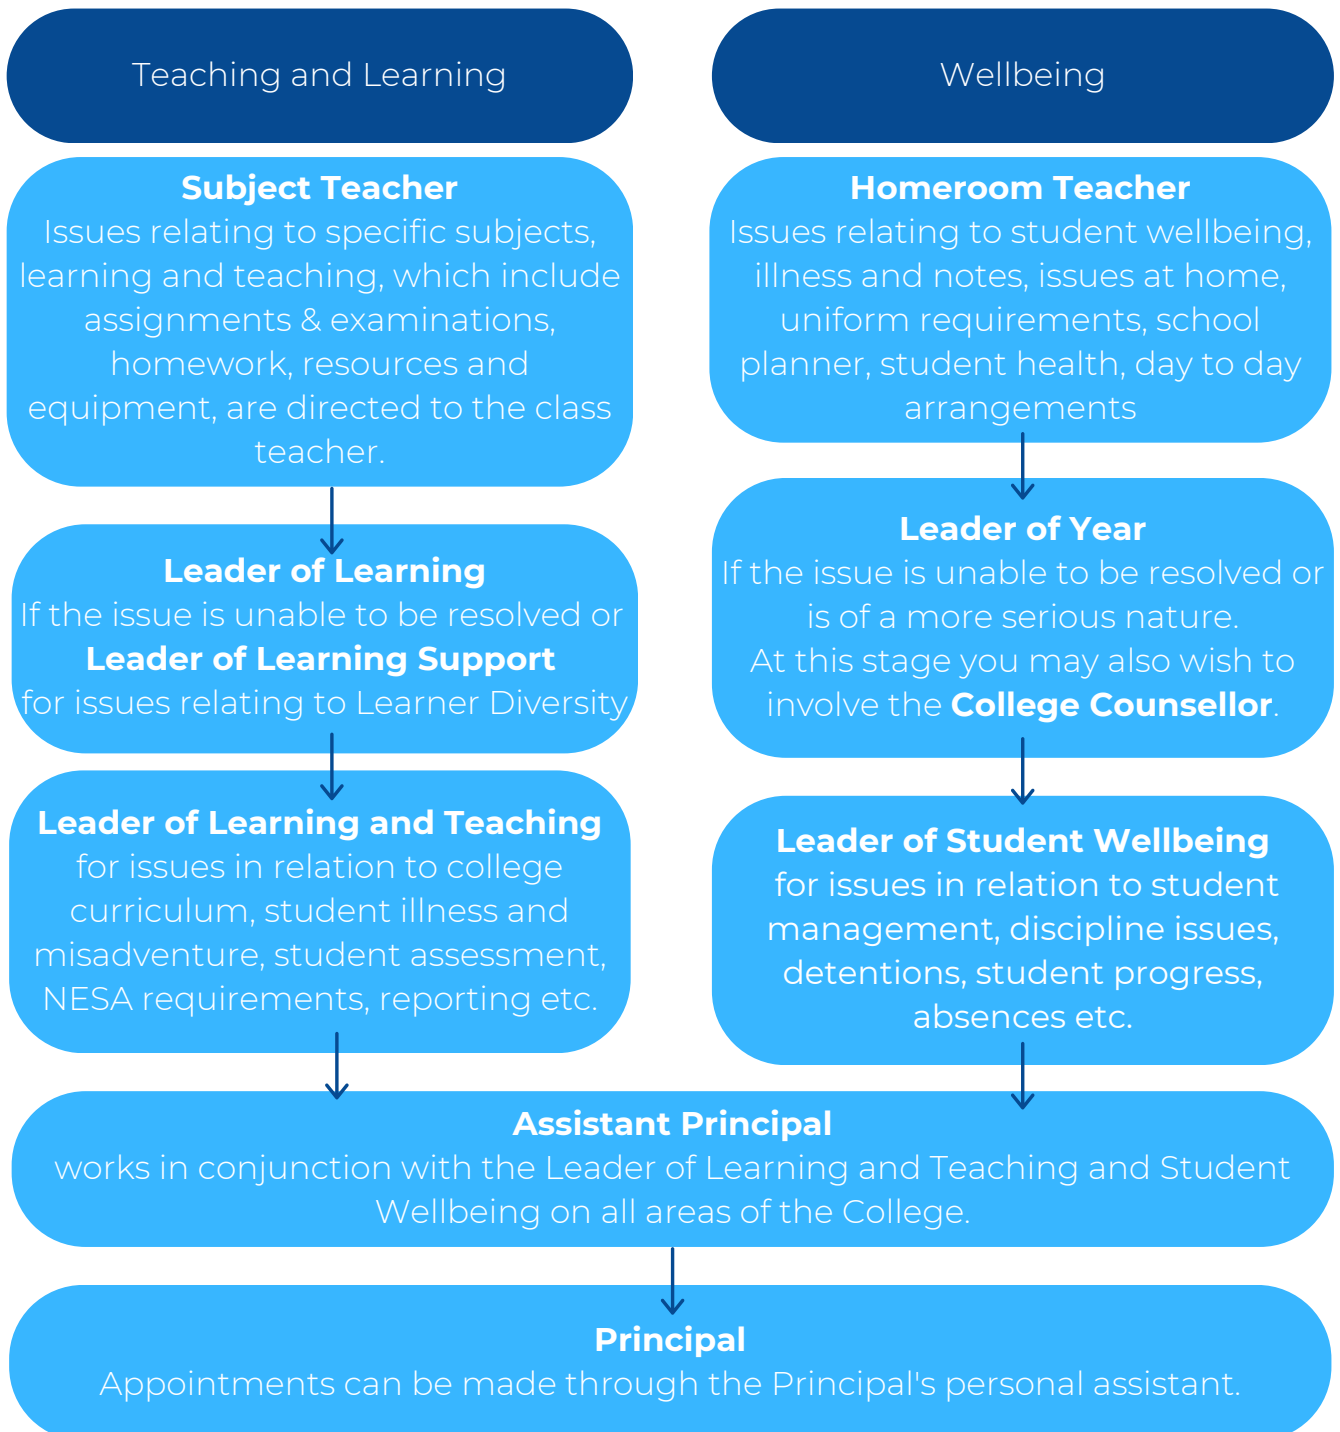 Teaching and Learning
Subject Teacher
Issues relating to specific subjects,
learning and teaching, which include
assignments & examinations,
homework, resources and
equipment, are directed to the class
teacher.
Leader of Learning
If the issue is unable to be resolved or
Leader of Learning Support
for issues relating to Learner Diversity
Leader of Learning and Teaching
for issues in relation to college
curriculum, student illness and
misadventure, student assessment,
NESA requirements, reporting etc.
Wellbeing
Homeroom Teacher
Issues relating to student wellbeing,
illness and notes, issues at home,
uniform requirements, school
planner, student health, day to day
arrangements
Leader of Year
If the issue is unable to be resolved or
is of a more serious nature.
At this stage you may also wish to
involve the College Counsellor.
Leader of Student Wellbeing
for issues in relation to student
management, discipline issues,
detentions, student progress,
absences etc.
Assistant Principal
works in conjunction with the Leader of Learning and Teaching and Student
Wellbeing on all areas of the College.
Principal
Appointments can be made through the Principal's personal assistant.